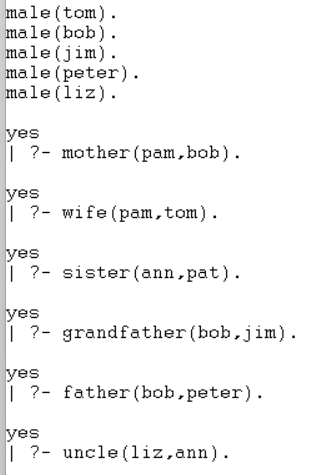 male(tom).
male(bob).
male(jim).
male(peter).
male(liz).
yes
| ?- mother(pam,bob).
yes
| ?- wife(pam,tom).
yes
| ?- sister(ann,pat).
yes
| ?- grandfather(bob,jim).
yes
| ?- father(bob,peter).
yes
| ?- uncle(liz,ann).